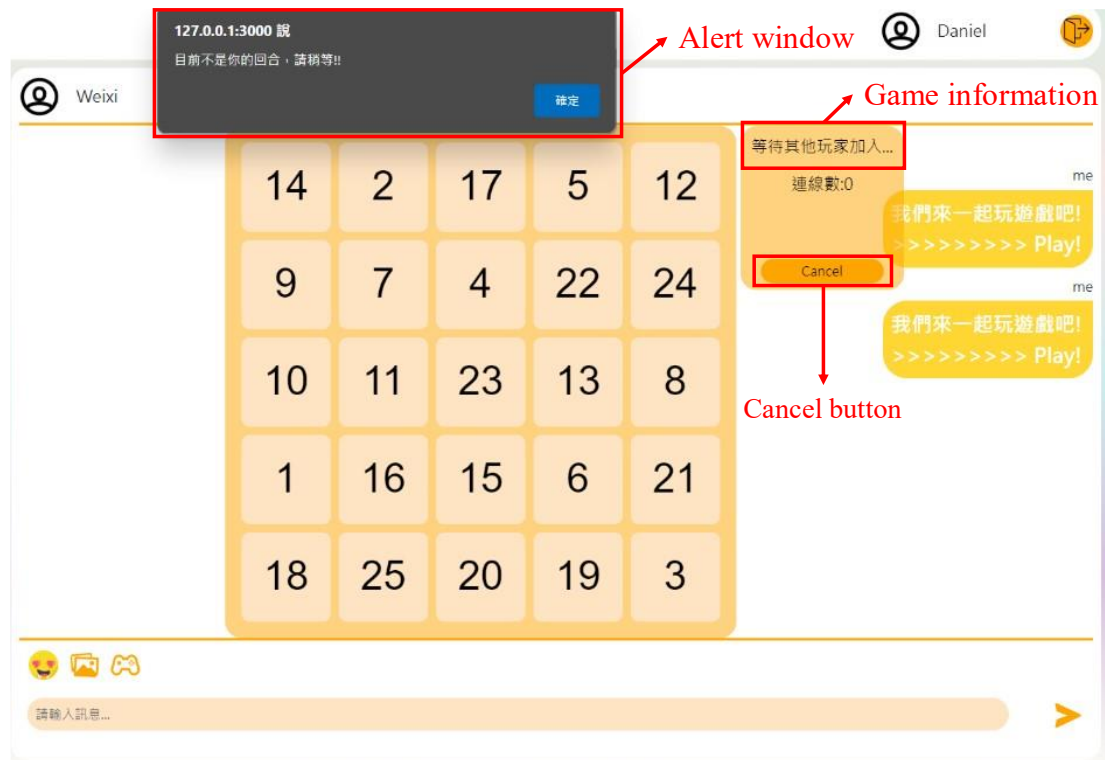 127.0.0.1:3000 說
目前不是你的回合，請稍等!!
確定
Alert window
Daniel
Weixi
Game information
等待其他玩家加入...
連線數:0
Cancel
Cancel button
14 2 17 5 12
9 7 4 22 24
10 11 23 13 8
1 16 15 6 21
18 25 20 19 3
me
我們來一起玩遊戲吧!
>>>>>>>>> Play!
me
我們來一起玩遊戲吧!
>>>>>>>>> Play!
請輸入訊息...